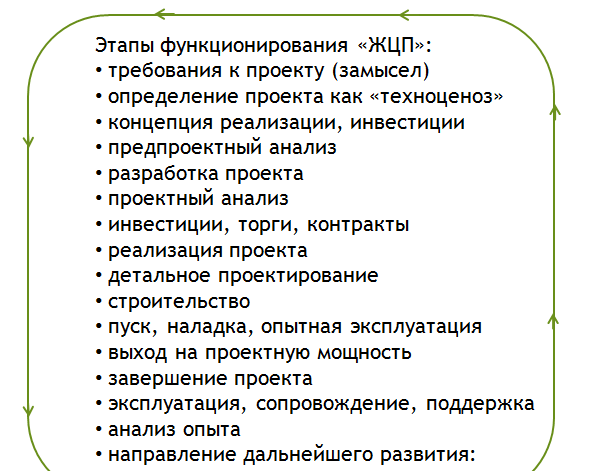 Этапы функционирования «ЖЦП»:
• требования к проекту (замысел)
• определение проекта как «техноценоз»
• концепция реализации, инвестиции
• предпроектный анализ
• разработка проекта
• проектный анализ
• инвестиции, торги, контракты
• реализация проекта
• детальное проектирование
• строительство
• пуск, наладка, опытная эксплуатация
• выход на проектную мощность
• завершение проекта
• эксплуатация, сопровождение, поддержка
• анализ опыта
• направление дальнейшего развития: